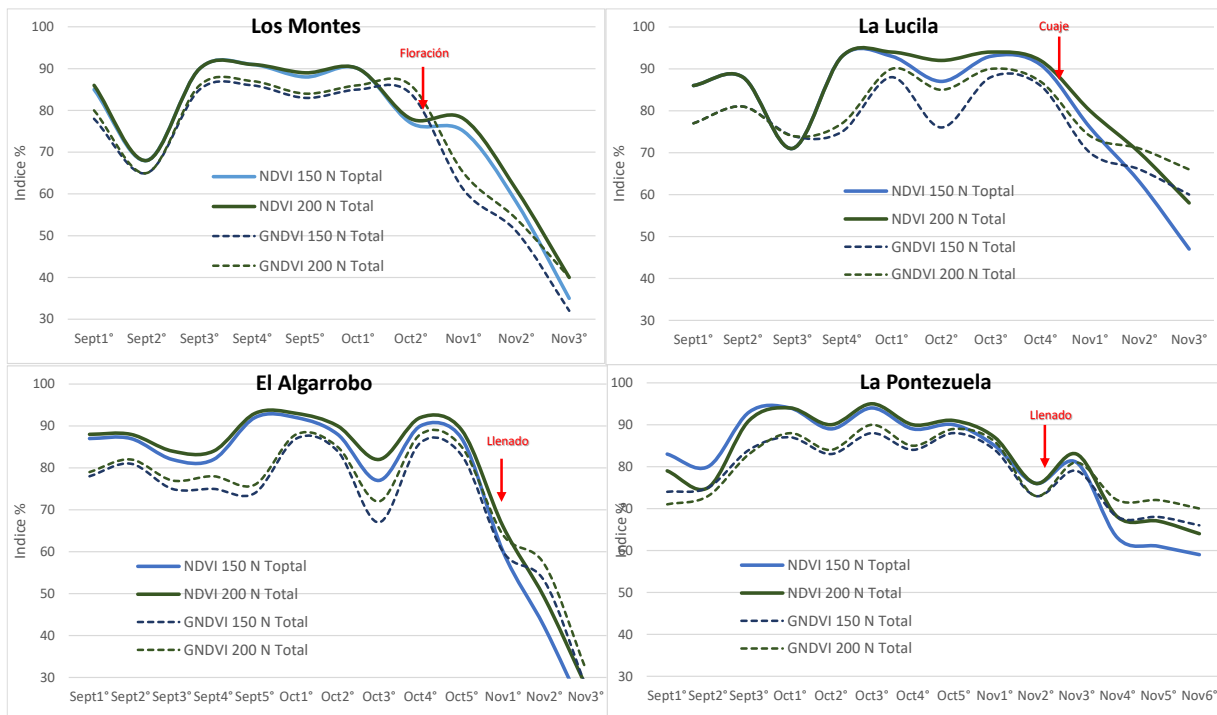 Los Montes
100
90
80
70
60
50
40
30
Indice %
Floración
NDVI 150 N Toptal
NDVI 200 N Total
GNDVI 150 N Total
GNDVI 200 N Total
Sept1° Sept2° Sept3° Sept4° Sept5° Oct1° Oct2° Nov1° Nov2° Nov3°
La Lucila
100
90
80
70
60
50
40
30
Indice %
Cuaje
NDVI 150 N Toptal
NDVI 200 N Total
GNDVI 150 N Total
GNDVI 200 N Total
Sept1° Sept2° Sept3° Sept4° Oct1° Oct2° Oct3° Oct4° Nov1° Nov2° Nov3°
El Algarrobo
100
90
80
70
60
50
40
30
Indice %
Llenado
NDVI 150 N Toptal
NDVI 200 N Total
GNDVI 150 N Total
GNDVI 200 N Total
Sept1° Sept2° Sept3° Sept4° Sept5° Oct1° Oct2° Oct3° Oct4° Oct5° Nov1° Nov2° Nov3°
La Pontezuela
100
90
80
70
60
50
40
30
Indice %
Llenado
NDVI 150 N Toptal
NDVI 200 N Total
GNDVI 150 N Total
GNDVI 200 N Total
Sept1° Sept2° Sept3° Oct1° Oct2° Oct3° Oct4° Oct5° Nov1° Nov2° Nov3° Nov4° Nov5° Nov6°